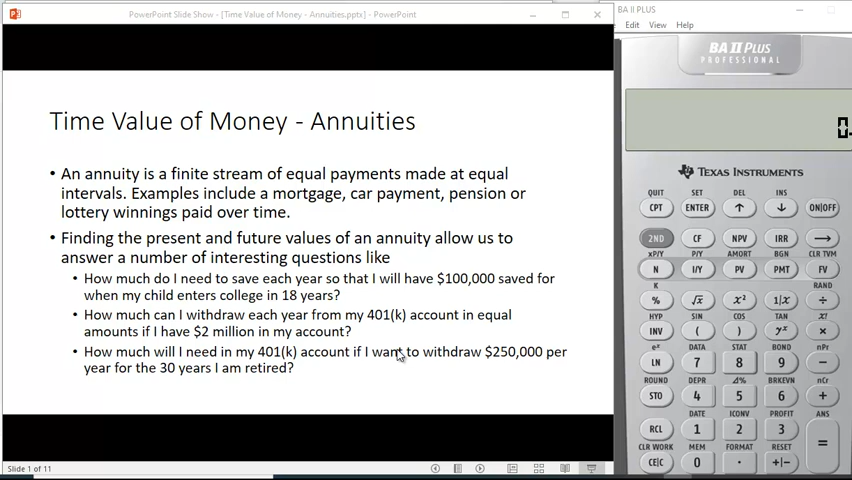 PowerPoint Slide Show - [Time Value of Money - Annuities.pptx] - PowerPoint
BA II PLUS
Edit View Help
BA II PLUS
PROFESSIONAL
0.
Time Value of Money - Annuities
• An annuity is a finite stream of equal payments made at equal
intervals. Examples include a mortgage, car payment, pension or
lottery winnings paid over time.
• Finding the present and future values of an annuity allow us to
answer a number of interesting questions like
• How much do I need to save each year so that I will have $100,000 saved for
when my child enters college in 18 years?
• How much can I withdraw each year from my 401(k) account in equal
amounts if I have $2 million in my account?
• How much will I need in my 401(k) account if I want to withdraw $250,000 per
year for the 30 years I am retired?
Slide 1 of 11
TEXAS INSTRUMENTS
QUIT SET DEL INS
CPT ENTER ↑ ↓ ON|OFF
2ND CF NPV IRR →
xP/Y P/Y AMORT BGN CLR TVM
N I/Y PV PMT FV
K RAND
% √x x² 1|X ÷
HYP SIN COS TAN x!
INV ( ) yˣ ×
eˣ DATA STAT BOND nPr
LN 7 8 9 −
ROUND DEPR Δ% BRKEVN nCr
STO 4 5 6 +
DATE ICONV PROFIT ANS
RCL 1 2 3 =
CLR WORK MEM FORMAT RESET
CE|C 0 . +|−